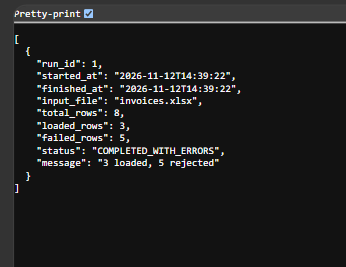 Pretty-print
[
  {
    "run_id": 1,
    "started_at": "2026-11-12T14:39:22",
    "finished_at": "2026-11-12T14:39:22",
    "input_file": "invoices.xlsx",
    "total_rows": 8,
    "loaded_rows": 3,
    "failed_rows": 5,
    "status": "COMPLETED_WITH_ERRORS",
    "message": "3 loaded, 5 rejected"
  }
]